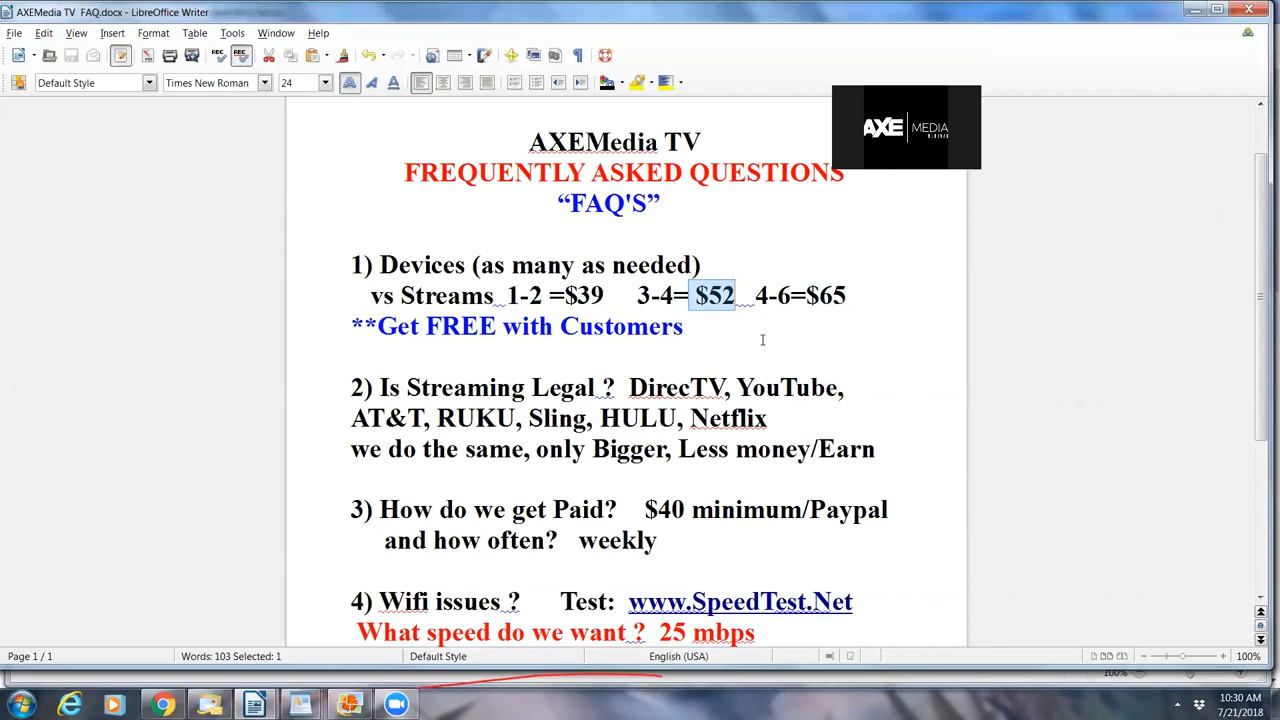 AXEMedia TV FAQ.docx - LibreOffice Writer
File Edit View Insert Format Table Tools Window Help
Default Style Times New Roman 24
AXE MEDIA
AXEMedia TV
FREQUENTLY ASKED QUESTIONS
“FAQ'S”
1) Devices (as many as needed)
vs Streams 1-2 =$39 3-4= $52 4-6=$65
**Get FREE with Customers
2) Is Streaming Legal ? DirecTV, YouTube,
AT&T, RUKU, Sling, HULU, Netflix
we do the same, only Bigger, Less money/Earn
3) How do we get Paid? $40 minimum/Paypal
and how often? weekly
4) Wifi issues ? Test: www.SpeedTest.Net
What speed do we want ? 25 mbps
Page 1 / 1 Words: 103 Selected: 1 Default Style English (USA) 100%
100%
10:30 AM
7/21/2018